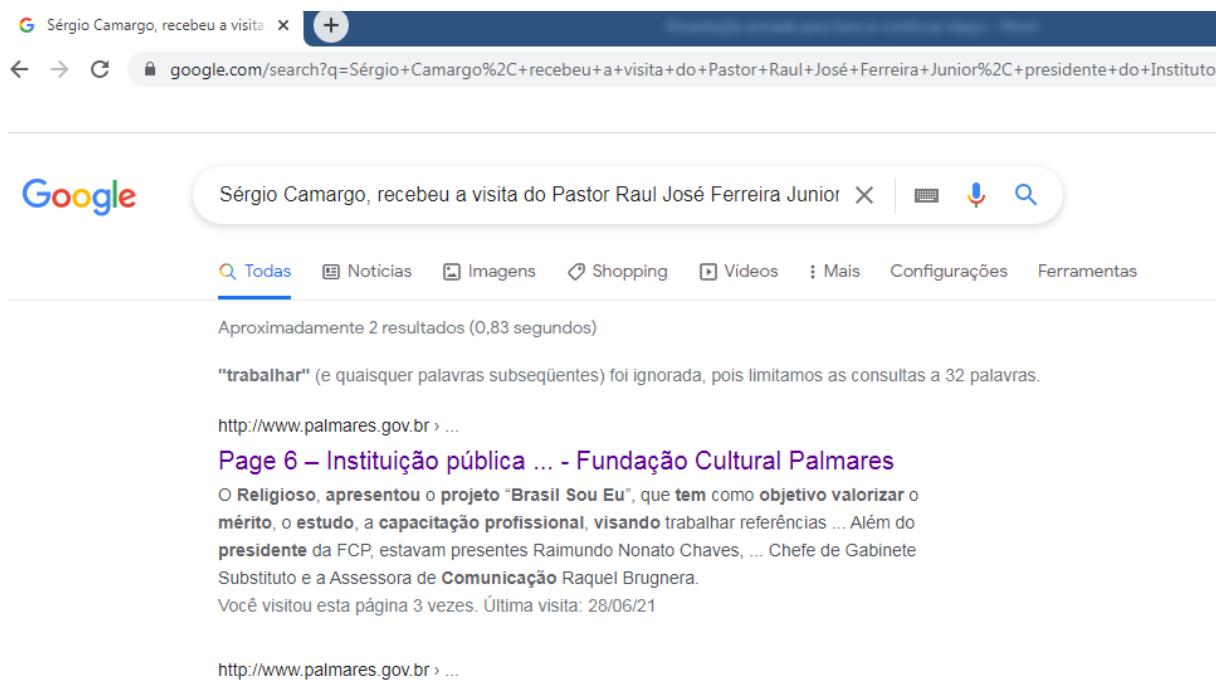 Sérgio Camargo, recebeu a visita
google.com/search?q=Sérgio+Camargo%2C+recebeu+a+visita+do+Pastor+Raul+José+Ferreira+Junior%2C+presidente+do+Instituto
Google
Sérgio Camargo, recebeu a visita do Pastor Raul José Ferreira Junior
Todas Notícias Imagens Shopping Vídeos Mais Configurações Ferramentas
Aproximadamente 2 resultados (0,83 segundos)
"trabalhar" (e quaisquer palavras subseqüentes) foi ignorada, pois limitamos as consultas a 32 palavras.
http://www.palmares.gov.br › ...
Page 6 – Instituição pública ... - Fundação Cultural Palmares
O Religioso, apresentou o projeto “Brasil Sou Eu”, que tem como objetivo valorizar o
mérito, o estudo, a capacitação profissional, visando trabalhar referências ... Além do
presidente da FCP, estavam presentes Raimundo Nonato Chaves, ... Chefe de Gabinete
Substituto e a Assessora de Comunicação Raquel Brugnera.
Você visitou esta página 3 vezes. Última visita: 28/06/21
http://www.palmares.gov.br › ...